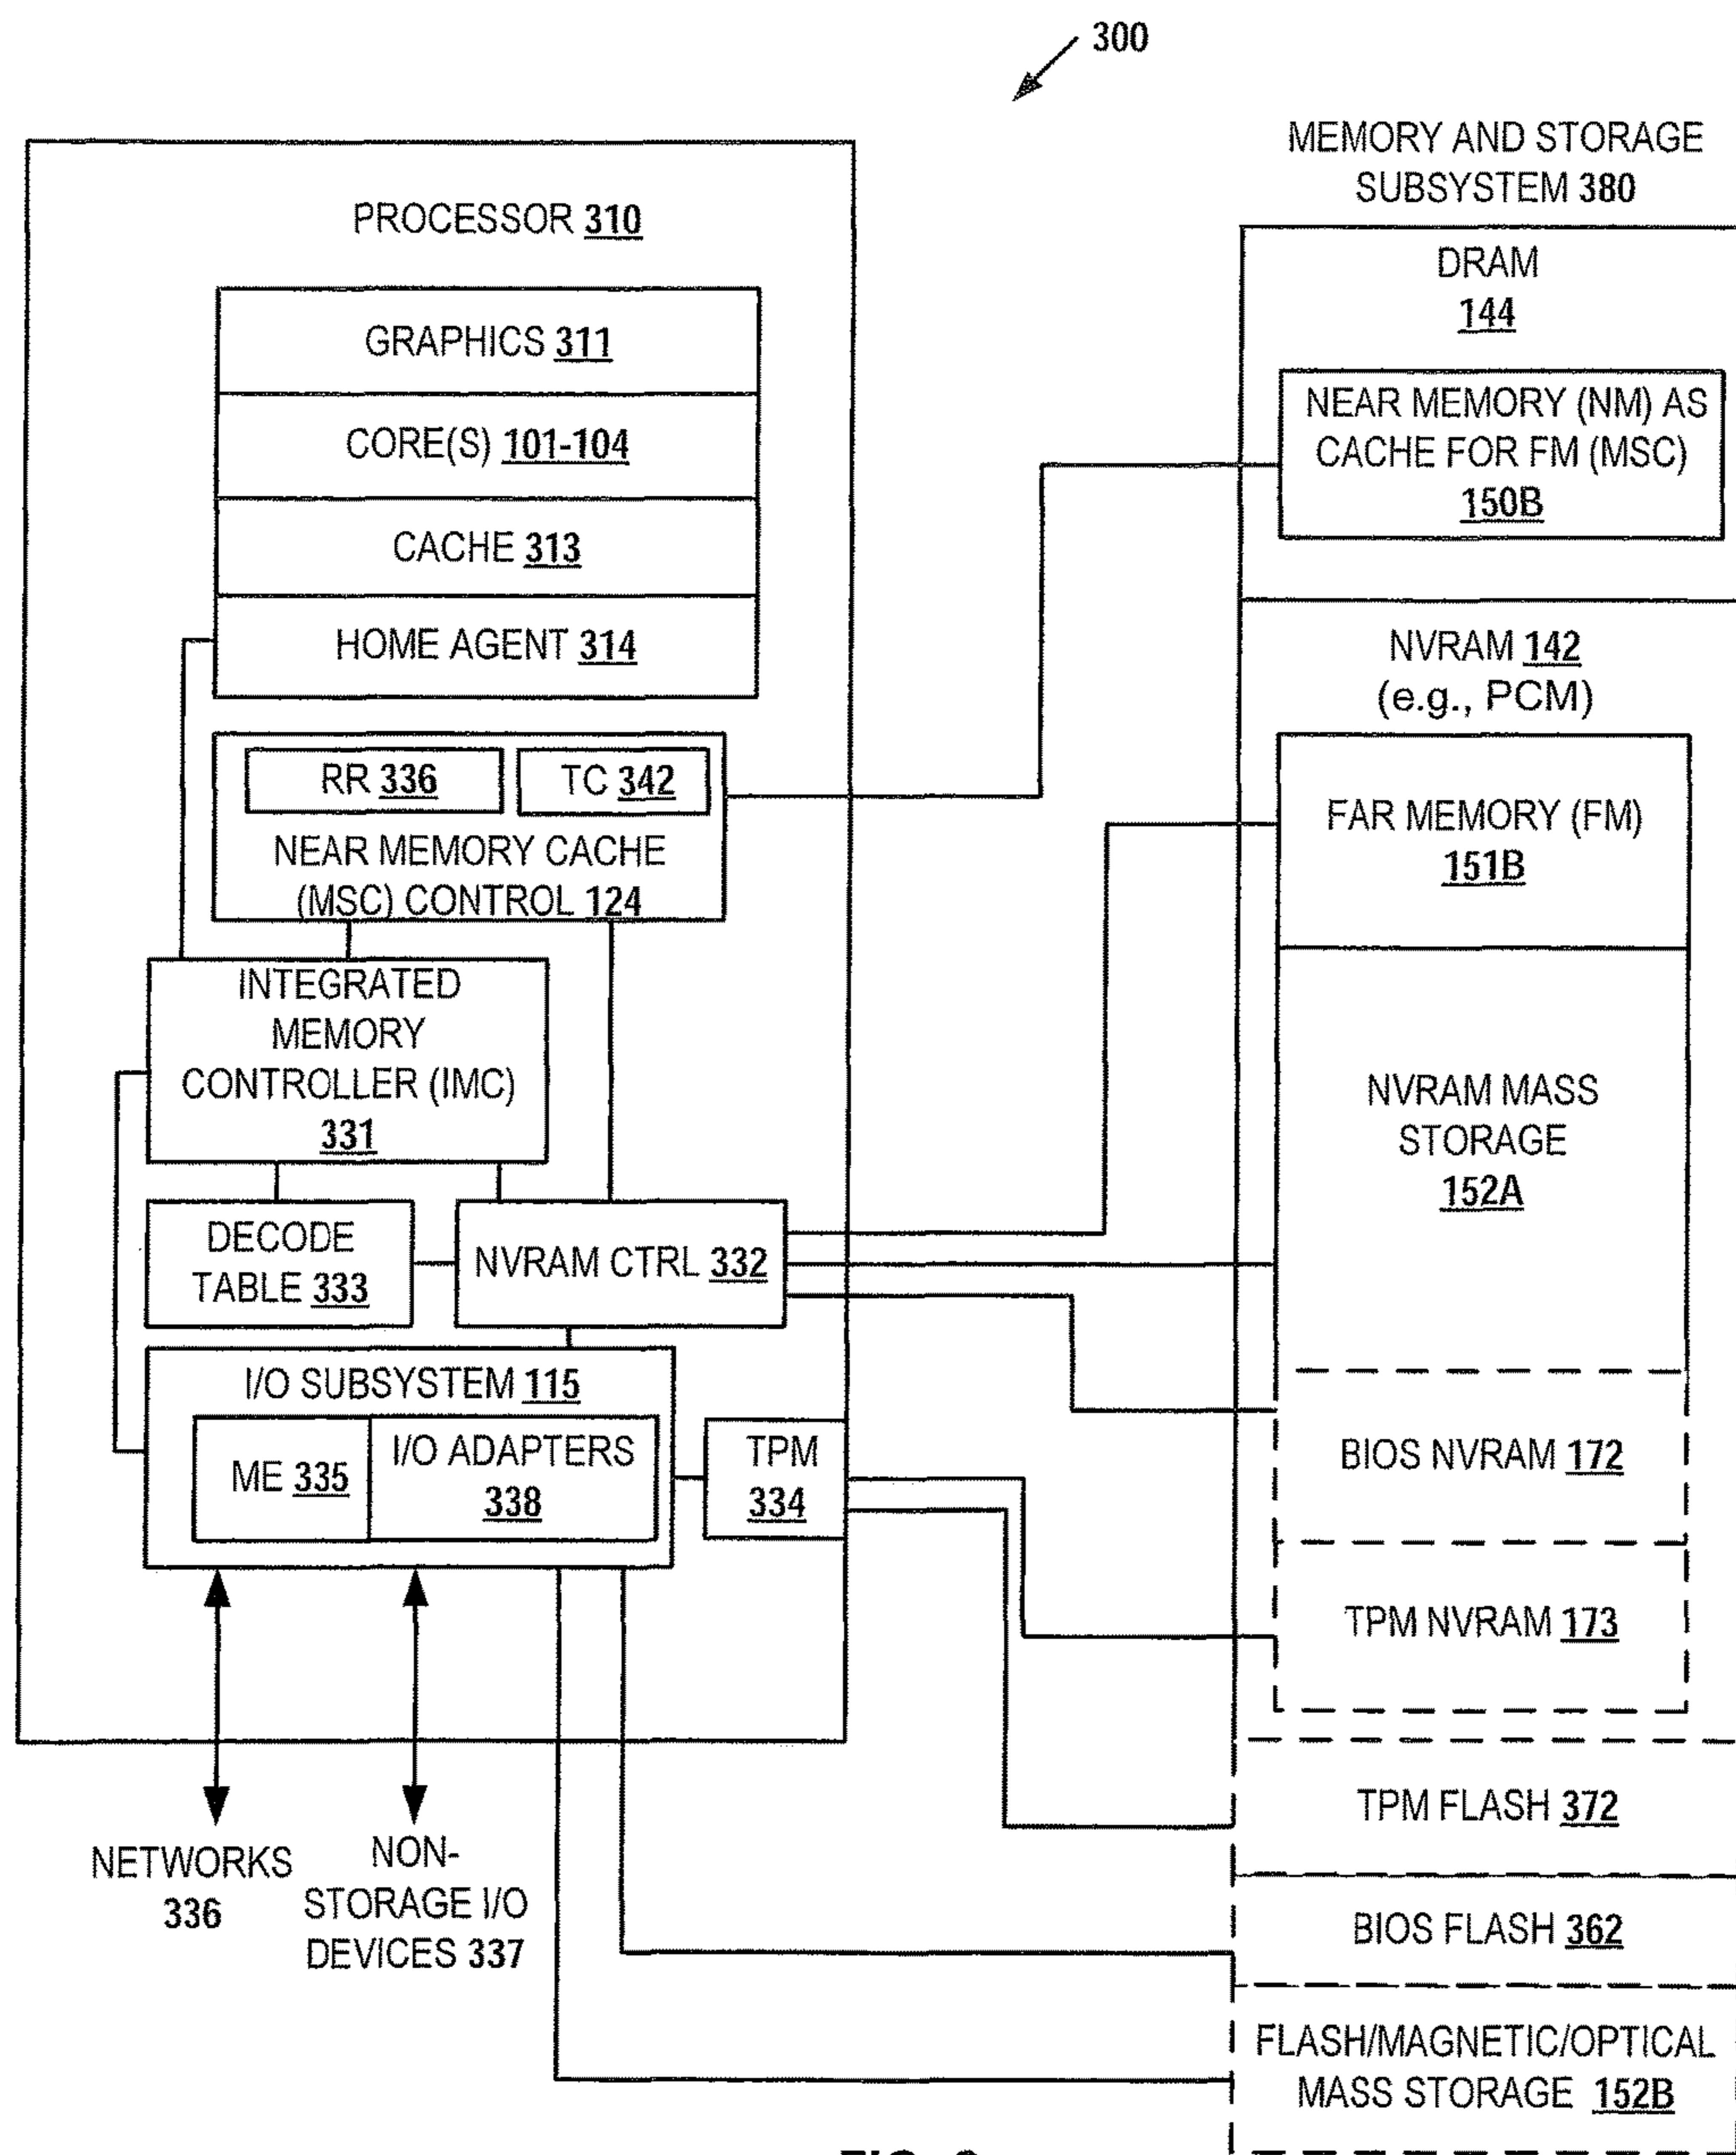 300
PROCESSOR 310
GRAPHICS 311
CORE(S) 101-104
CACHE 313
HOME AGENT 314
RR 336
TC 342
NEAR MEMORY CACHE
(MSC) CONTROL 124
INTEGRATED
MEMORY
CONTROLLER (IMC)
331
DECODE
TABLE 333
NVRAM CTRL 332
I/O SUBSYSTEM 115
ME 335
I/O ADAPTERS
338
TPM
334
NETWORKS
336
NON-
STORAGE I/O
DEVICES 337
MEMORY AND STORAGE
SUBSYSTEM 380
DRAM
144
NEAR MEMORY (NM) AS
CACHE FOR FM (MSC)
150B
NVRAM 142
(e.g., PCM)
FAR MEMORY (FM)
151B
NVRAM MASS
STORAGE
152A
BIOS NVRAM 172
TPM NVRAM 173
TPM FLASH 372
BIOS FLASH 362
FLASH/MAGNETIC/OPTICAL
MASS STORAGE 152B